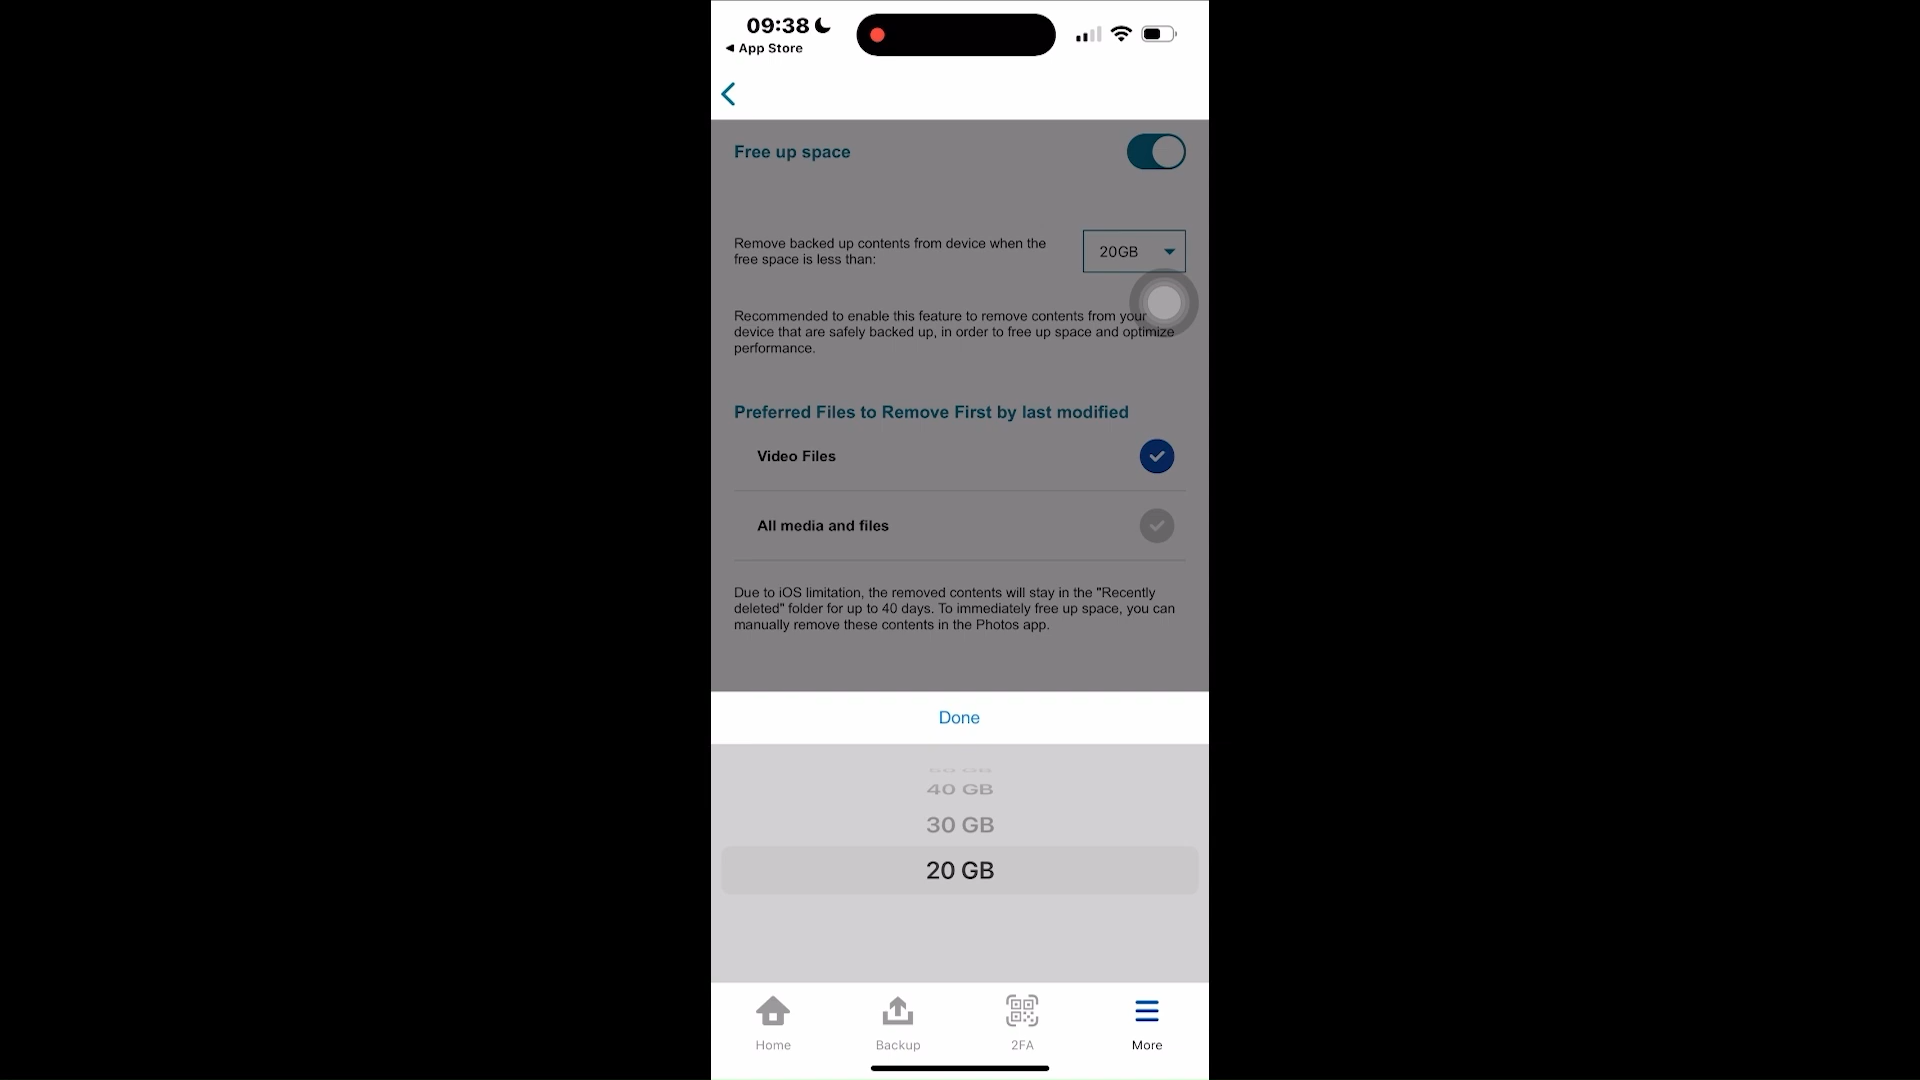 09:38
App Store
Free up space
Remove backed up contents from device when the
free space is less than:
20GB
Recommended to enable this feature to remove contents from your
device that are safely backed up, in order to free up space and optimize
performance.
Preferred Files to Remove First by last modified
Video Files
All media and files
Due to iOS limitation, the removed contents will stay in the "Recently
deleted" folder for up to 40 days. To immediately free up space, you can
manually remove these contents in the Photos app.
Done
40 GB
30 GB
20 GB
Home
Backup
2FA
More